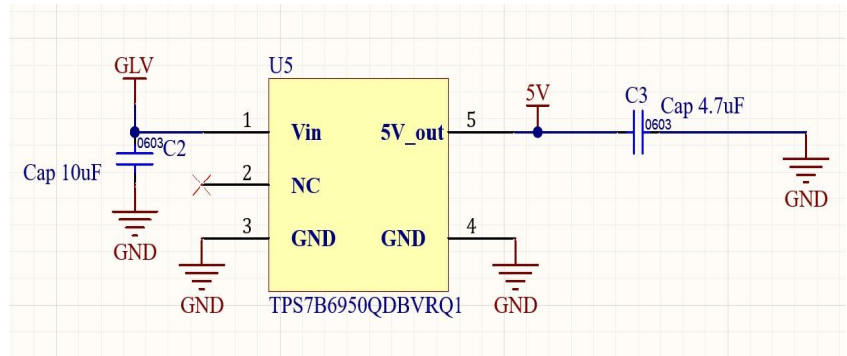 GLV
U5
1
Vin
0603
C2
Cap 10uF
GND
2
NC
3
GND
GND
5V_out
5
GND
4
GND
TPS7B6950QDBVRQ1
5V
C3
Cap 4.7uF
0603
GND